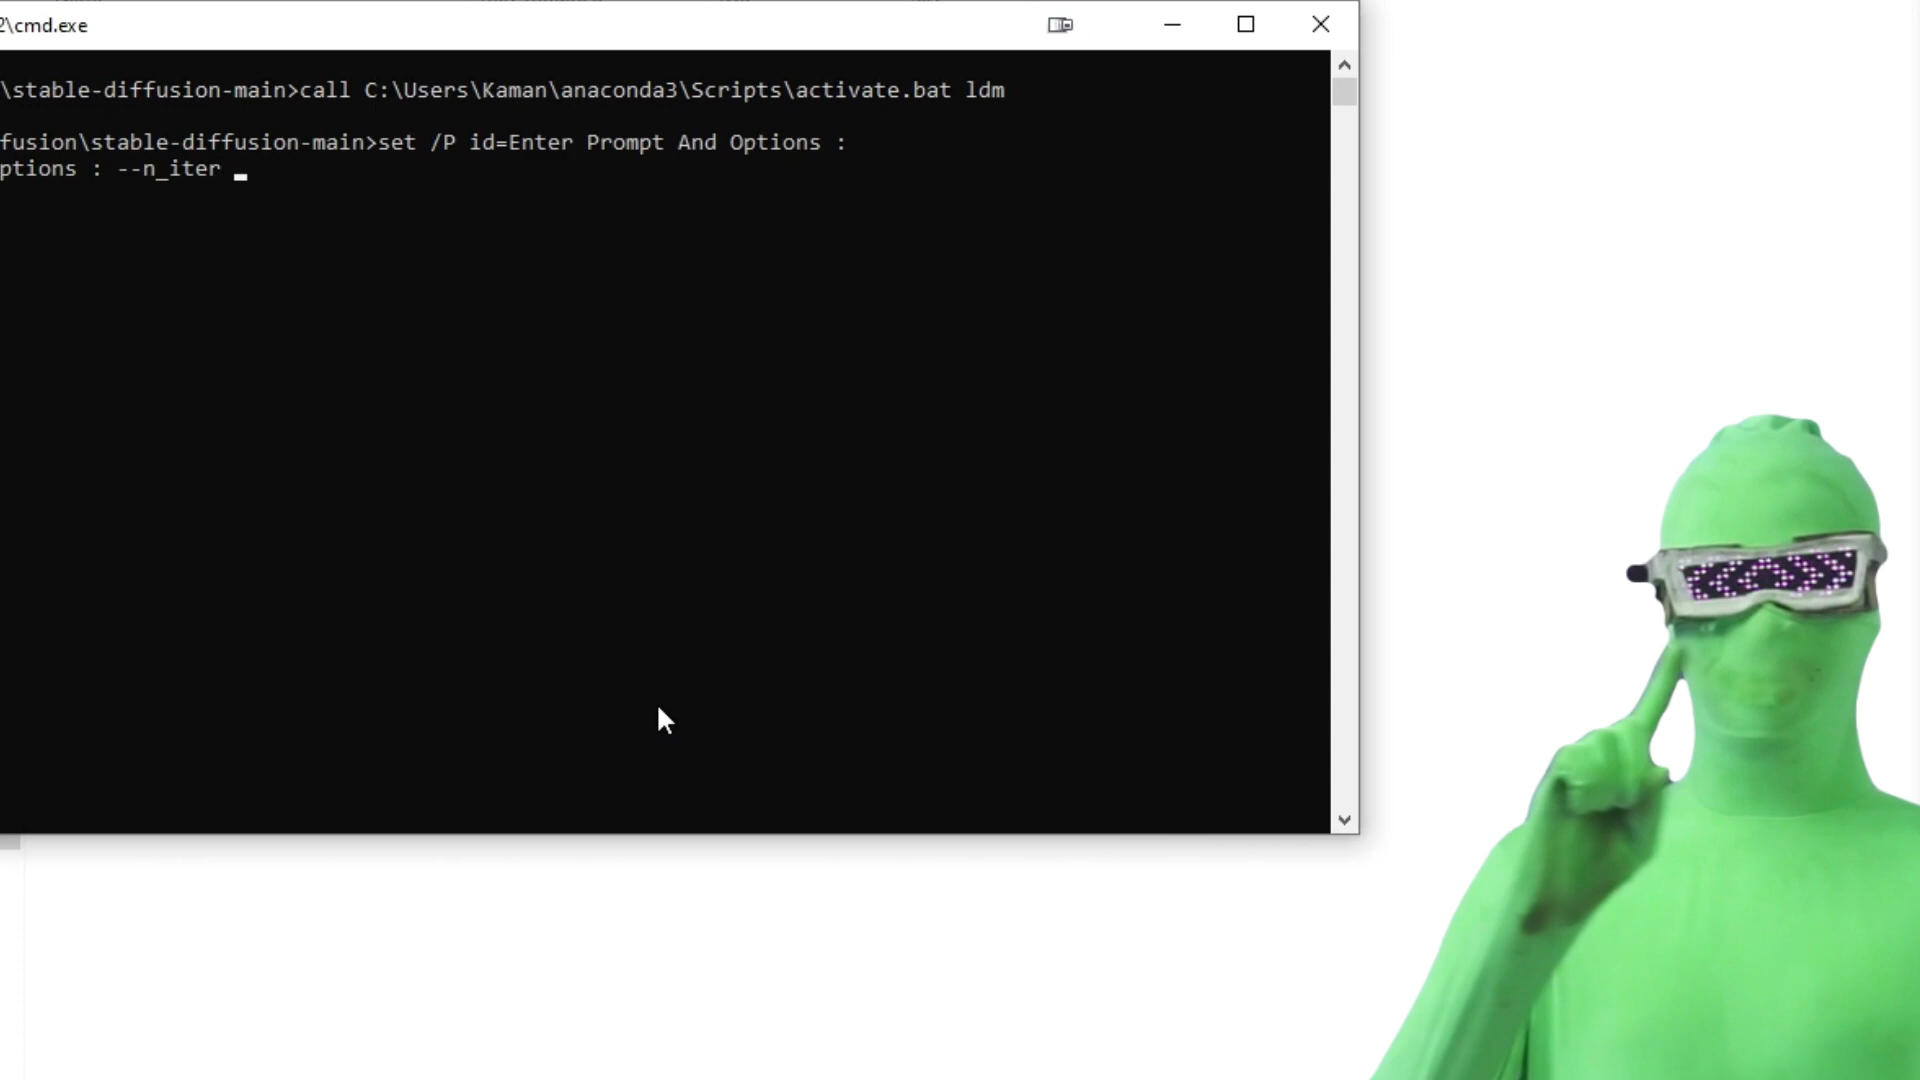 2\cmd.exe
\stable-diffusion-main>call C:\Users\Kaman\anaconda3\Scripts\activate.bat ldm
fusion\stable-diffusion-main>set /P id=Enter Prompt And Options :
ptions : --n_iter